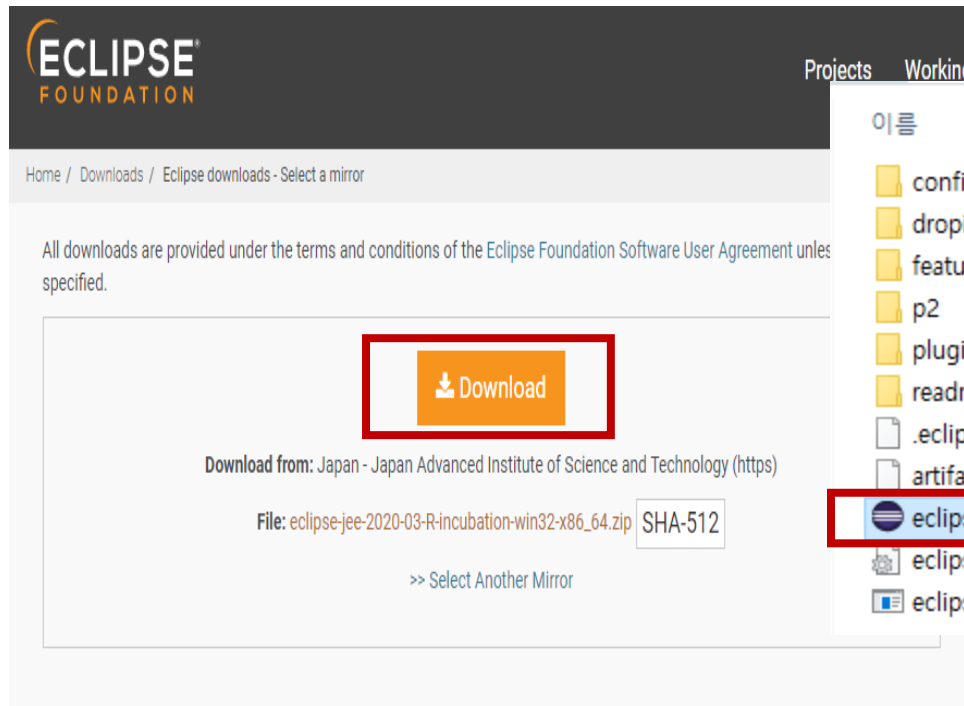 ECLIPSE®
FOUNDATION
Projects
Home / Downloads / Eclipse downloads - Select a mirror
All downloads are provided under the terms and conditions of the Eclipse Foundation Software User Agreement
specified.
Download
Download from: Japan - Japan Advanced Institute of Science and Technology (https)
File: eclipse-jee-2020-03-R-incubation-win32-x86_64.zip SHA-512
>> Select Another Mirror
이름
p2